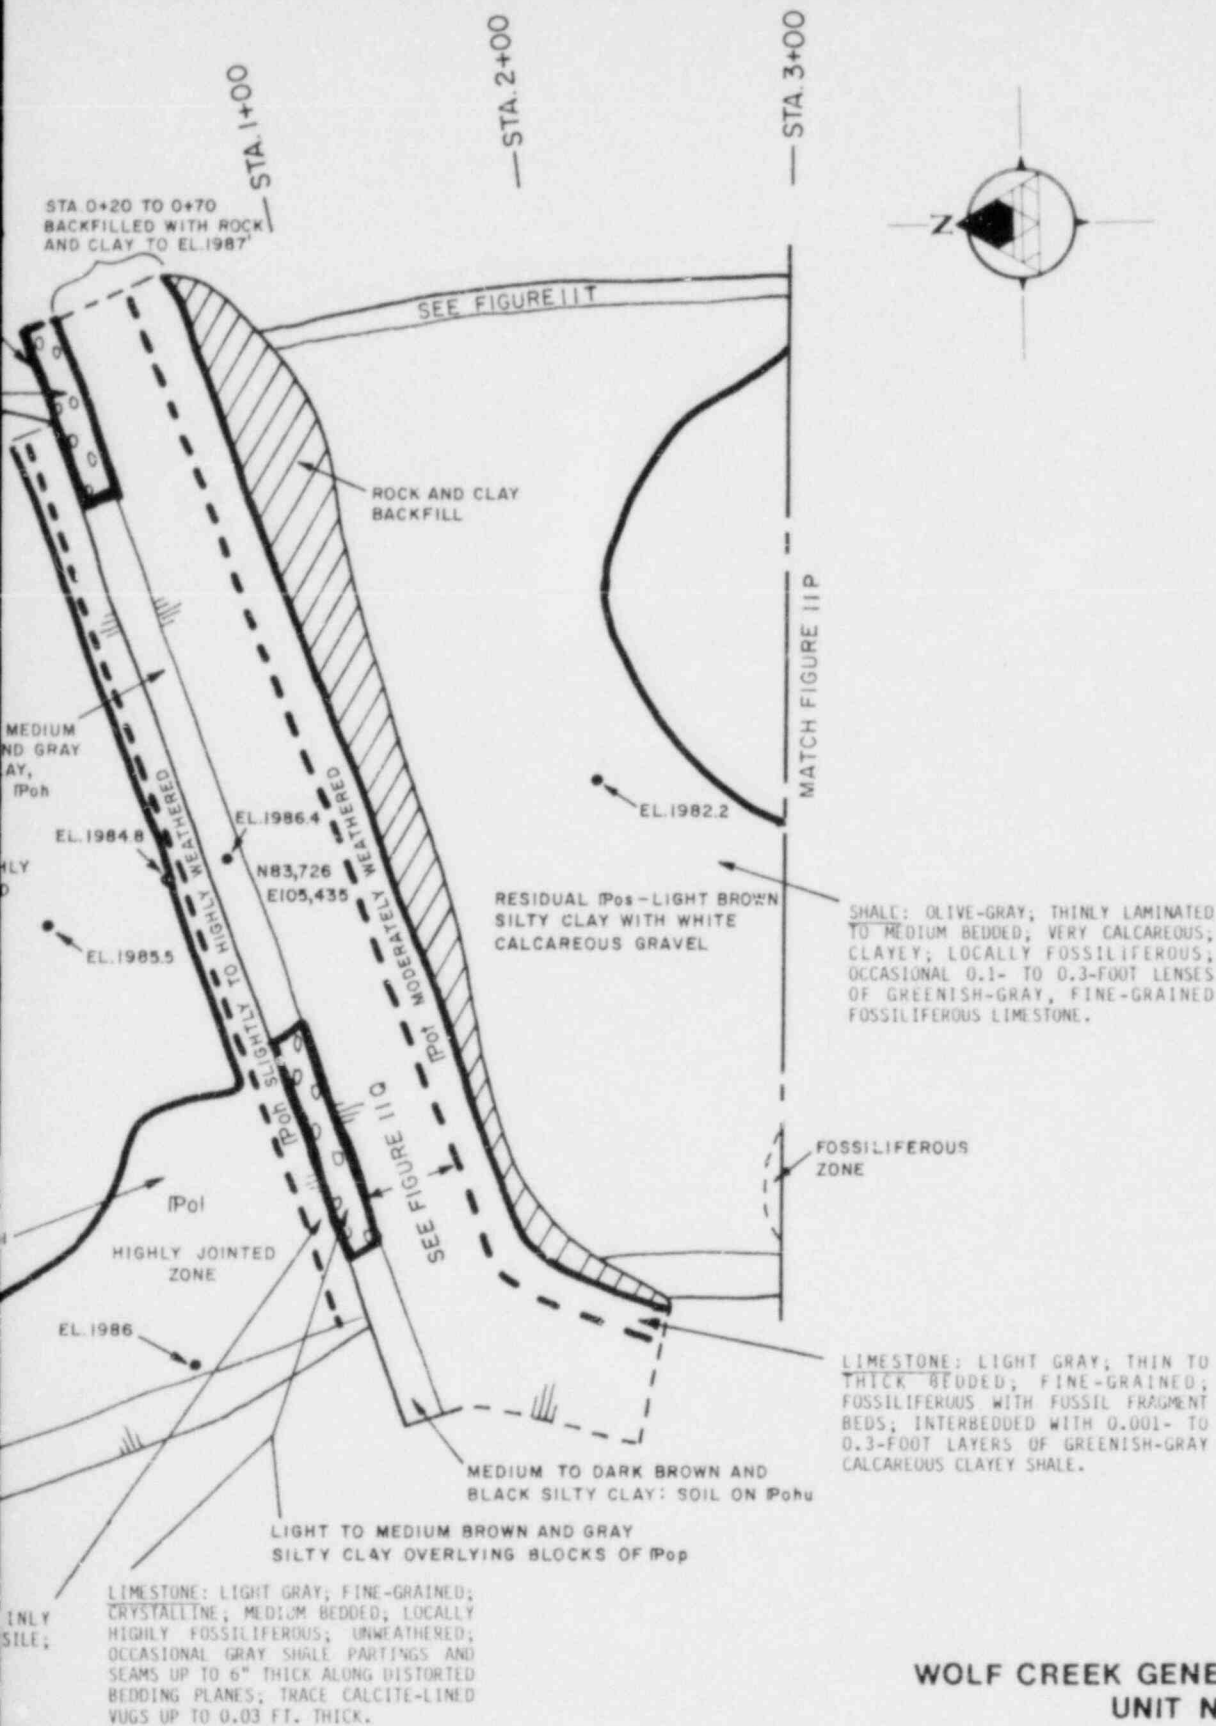 STA. 1+00
STA. 2+00
STA. 3+00
STA. 0+20 TO 0+70
BACKFILLED WITH ROCK
AND CLAY TO EL. 1987'
Z
SEE FIGURE 11T
ROCK AND CLAY
BACKFILL
MATCH FIGURE 11P
MEDIUM
ND GRAY
AY,
IPoh
EL. 1984.8
EL. 1986.4
N83,726
E105,435
EL. 1982.2
HLY
EL. 1985.5
IPoh SLIGHTLY TO HIGHLY WEATHERED
IPot MODERATELY WEATHERED
RESIDUAL IPos - LIGHT BROWN
SILTY CLAY WITH WHITE
CALCAREOUS GRAVEL
SHALE: OLIVE-GRAY; THINLY LAMINATED
TO MEDIUM BEDDED; VERY CALCAREOUS;
CLAYEY; LOCALLY FOSSILIFEROUS;
OCCASIONAL 0.1- TO 0.3-FOOT LENSES
OF GREENISH-GRAY, FINE-GRAINED
FOSSILIFEROUS LIMESTONE.
SEE FIGURE 11Q
FOSSILIFEROUS
ZONE
IPol
HIGHLY JOINTED
ZONE
EL. 1986
LIMESTONE: LIGHT GRAY; THIN TO
THICK BEDDED; FINE-GRAINED;
FOSSILIFEROUS WITH FOSSIL FRAGMENT
BEDS; INTERBEDDED WITH 0.001- TO
0.3-FOOT LAYERS OF GREENISH-GRAY
CALCAREOUS CLAYEY SHALE.
MEDIUM TO DARK BROWN AND
BLACK SILTY CLAY: SOIL ON IPohu
LIGHT TO MEDIUM BROWN AND GRAY
SILTY CLAY OVERLYING BLOCKS OF IPop
INLY
SILE;
LIMESTONE: LIGHT GRAY; FINE-GRAINED;
CRYSTALLINE; MEDIUM BEDDED; LOCALLY
HIGHLY FOSSILIFEROUS; UNWEATHERED;
OCCASIONAL GRAY SHALE PARTINGS AND
SEAMS UP TO 6" THICK ALONG DISTORTED
BEDDING PLANES; TRACE CALCITE-LINED
VUGS UP TO 0.03 FT. THICK.
WOLF CREEK GENE
UNIT N